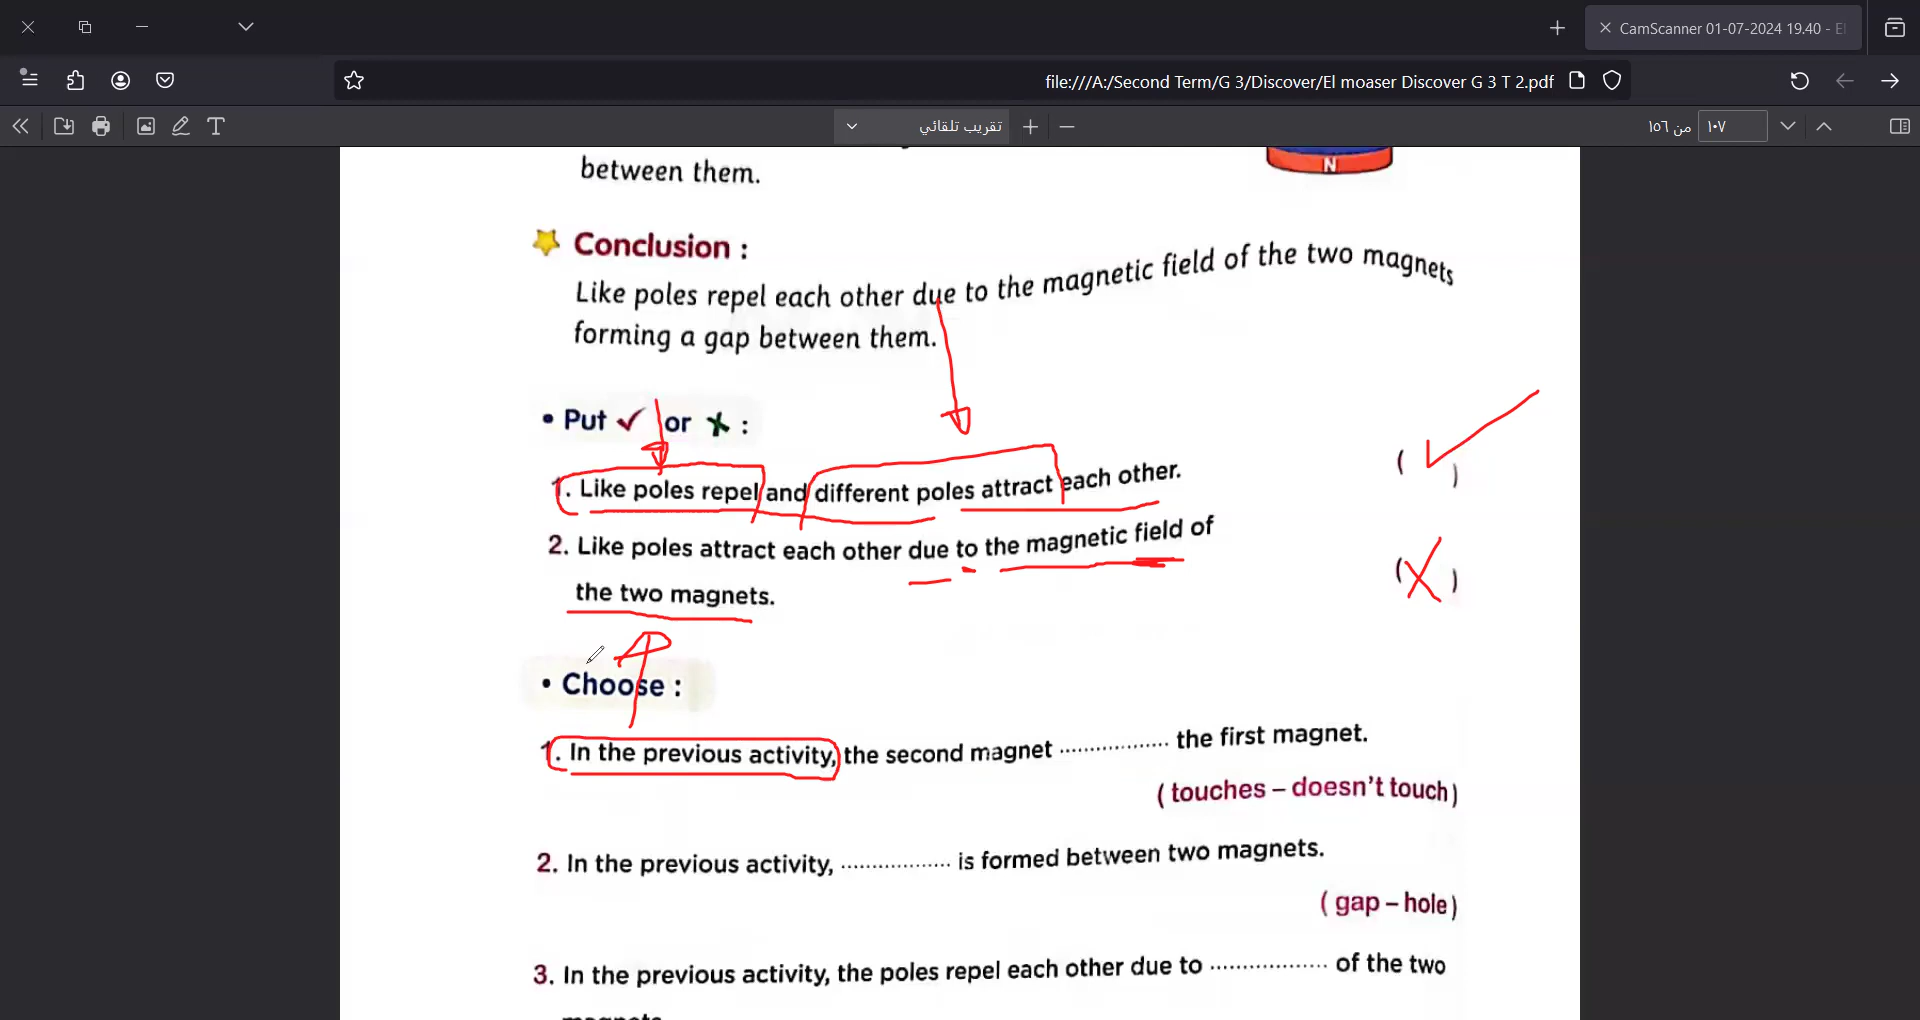 CamScanner 01-07-2024 19.40 - El
file:///A:/Second Term/G 3/Discover/El moaser Discover G 3 T 2.pdf
تقريب تلقائي
١٠٧ من ١٥٦
between them.
N
Conclusion :
Like poles repel each other due to the magnetic field of the two magnets
forming a gap between them.
• Put ✓ or ✗ :
1. Like poles repel and different poles attract each other. ( ✓ )
2. Like poles attract each other due to the magnetic field of
the two magnets. (X)
• Choose :
1. In the previous activity, the second magnet .................. the first magnet.
( touches – doesn't touch )
2. In the previous activity, .................. is formed between two magnets.
( gap – hole )
3. In the previous activity, the poles repel each other due to .................. of the two